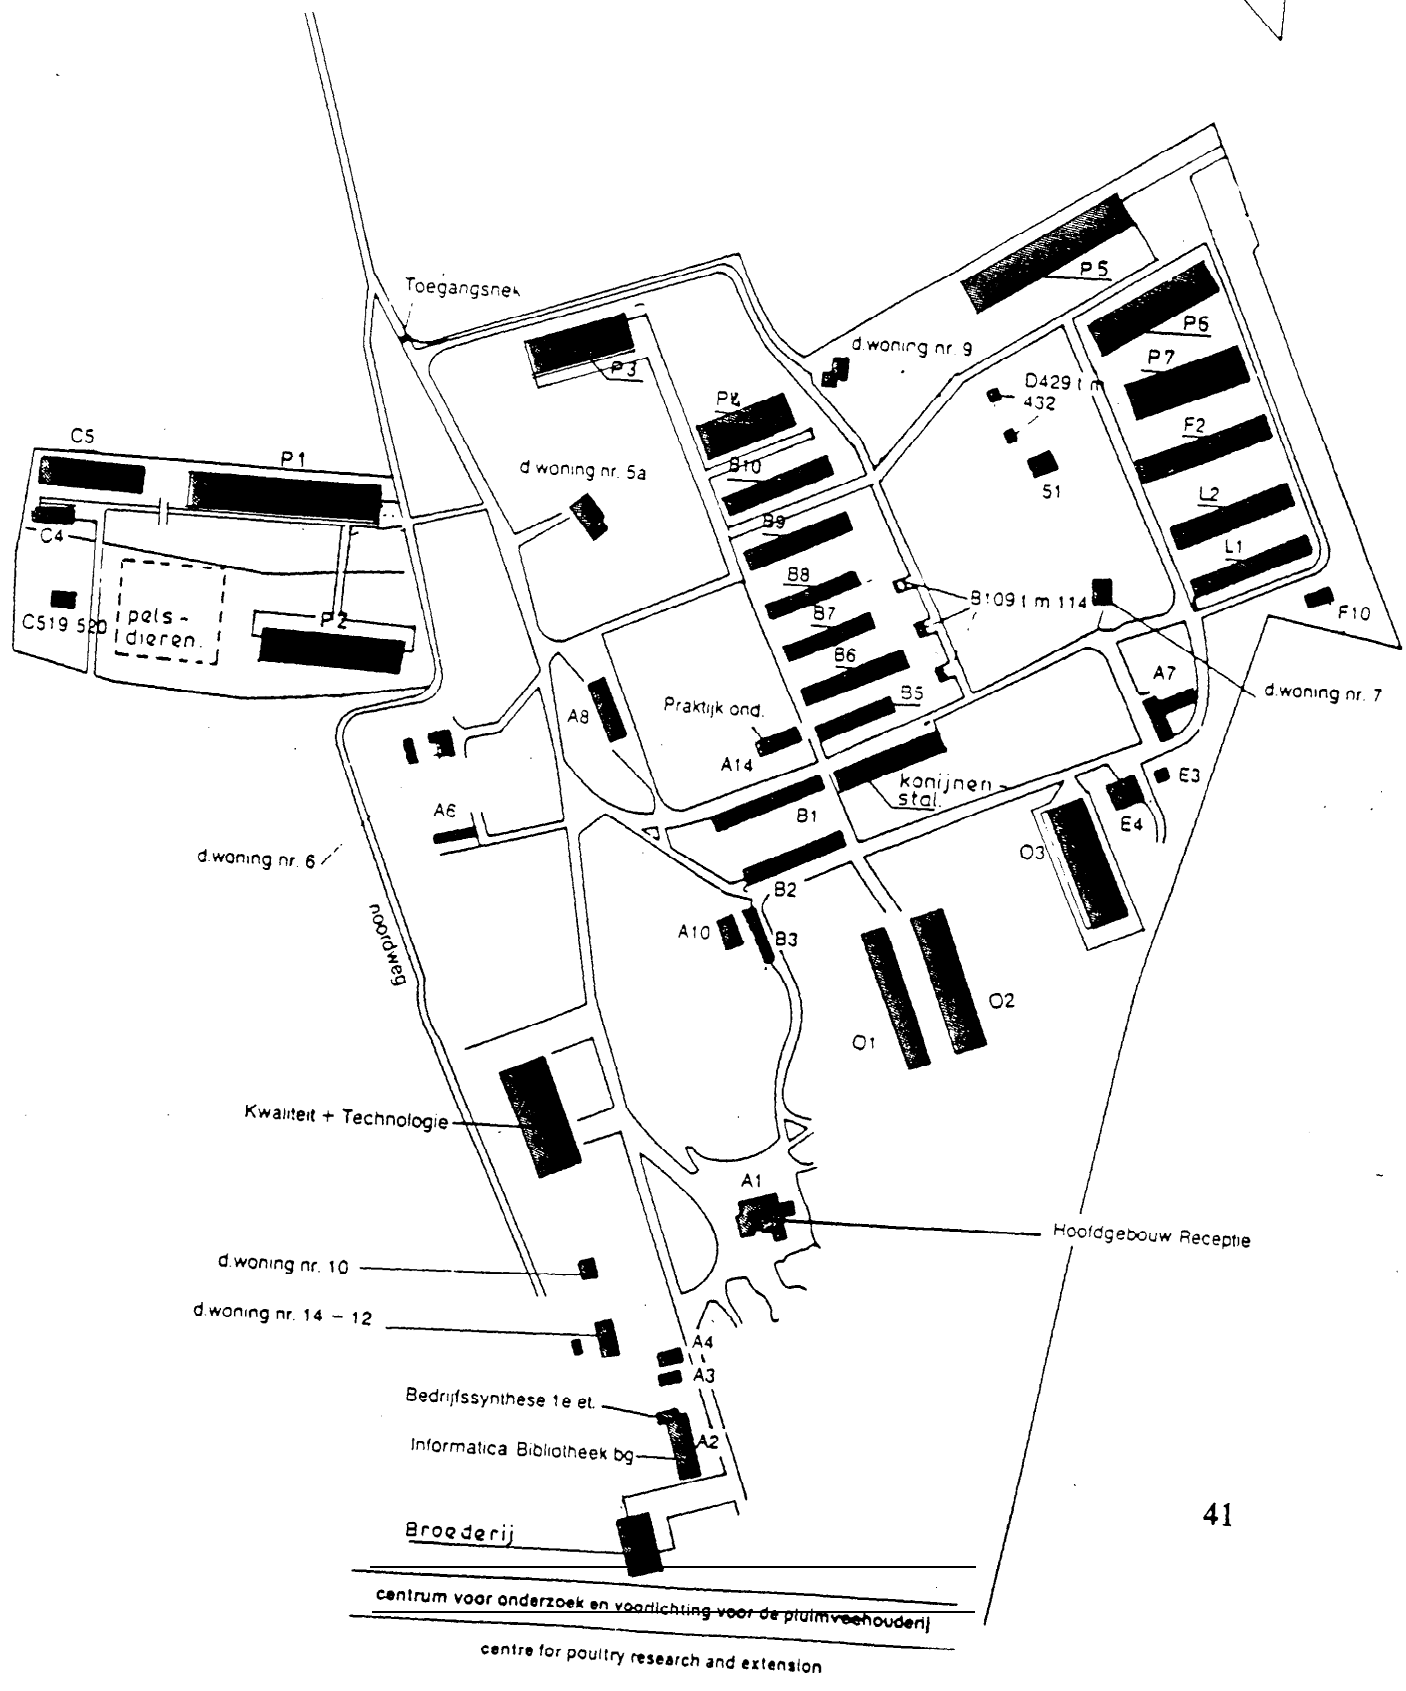 Toegangsnek
P5
P6
P3
d.woning nr. 9
P7
D429 t m
432
P4
F2
C5
P1
B10
d woning nr. 5a
51
L2
B9
C4
L1
B8
B109 t m 114
F10
C519 520
pels-
dieren.
P2
B7
B6
A7
B5
d.woning nr. 7
Praktijk ond.
A8
A14
konijnen
stal.
E3
A6
B1
E4
d.woning nr. 6
O3
B2
noordweg
A10
B3
O2
O1
Kwaliteit + Technologie
A1
Hoofdgebouw Receptie
d.woning nr. 10
d.woning nr. 14 – 12
A4
A3
Bedrijfssynthese 1e et.
A2
Informatica Bibliotheek bg
41
Broederij
centrum voor onderzoek en voorlichting voor de pluimveehouderij
centre for poultry research and extension